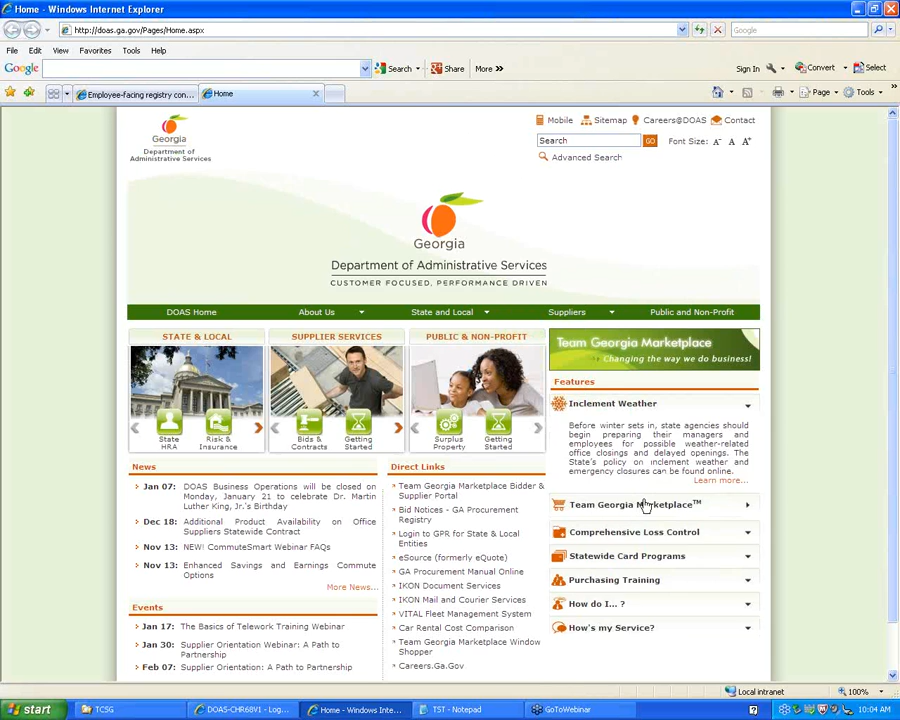 Home - Windows Internet Explorer
http://doas.ga.gov/Pages/Home.aspx
Google
File Edit View Favorites Tools Help
Google Search Share More » Sign In Convert Select
Employee-facing registry con... Home Page Tools
Mobile Sitemap Careers@DOAS Contact
Search GO Font Size: A- A A+
Advanced Search
Georgia
Department of
Administrative Services
Georgia
Department of Administrative Services
CUSTOMER FOCUSED, PERFORMANCE DRIVEN
DOAS Home About Us State and Local Suppliers Public and Non-Profit
STATE & LOCAL
State
HRA
Risk &
Insurance
SUPPLIER SERVICES
Bids &
Contracts
Getting
Started
PUBLIC & NON-PROFIT
Surplus
Property
Getting
Started
Team Georgia Marketplace
Changing the way we do business!
News
Jan 07: DOAS Business Operations will be closed on
Monday, January 21 to celebrate Dr. Martin
Luther King, Jr.'s Birthday
Dec 18: Additional Product Availability on Office
Supplies Statewide Contract
Nov 13: NEW! CommuteSmart Webinar FAQs
Nov 13: Enhanced Savings and Earnings Commute
Options
More News...
Events
Jan 17: The Basics of Telework Training Webinar
Jan 30: Supplier Orientation Webinar: A Path to
Partnership
Feb 07: Supplier Orientation: A Path to Partnership
Direct Links
Team Georgia Marketplace Bidder &
Supplier Portal
Bid Notices - GA Procurement
Registry
Login to GPR for State & Local
Entities
eSource (formerly eQuote)
GA Procurement Manual Online
IKON Document Services
IKON Mail and Courier Services
VITAL Fleet Management System
Car Rental Cost Comparison
Team Georgia Marketplace Window
Shopper
Careers.Ga.Gov
Features
Inclement Weather
Before winter sets in, state agencies should
begin preparing their managers and
employees for possible weather-related
office closings and delayed openings. The
State's policy on inclement weather and
emergency closures can be found online.
Learn more...
Team Georgia Marketplace™
Comprehensive Loss Control
Statewide Card Programs
Purchasing Training
How do I... ?
How's my Service?
Local intranet 100%
start TCSG DOAS-CHR68V1 - Log... Home - Windows Inte... TST - Notepad GoToWebinar 10:04 AM